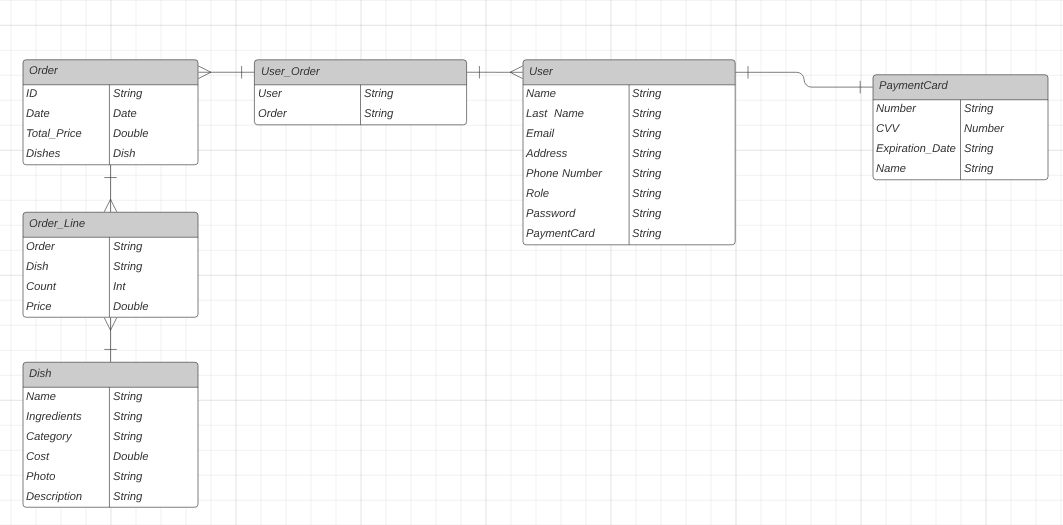 Order
ID String
Date Date
Total_Price Double
Dishes Dish
User_Order
User String
Order String
User
Name String
Last Name String
Email String
Address String
Phone Number String
Role String
Password String
PaymentCard String
PaymentCard
Number String
CVV Number
Expiration_Date String
Name String
Order_Line
Order String
Dish String
Count Int
Price Double
Dish
Name String
Ingredients String
Category String
Cost Double
Photo String
Description String